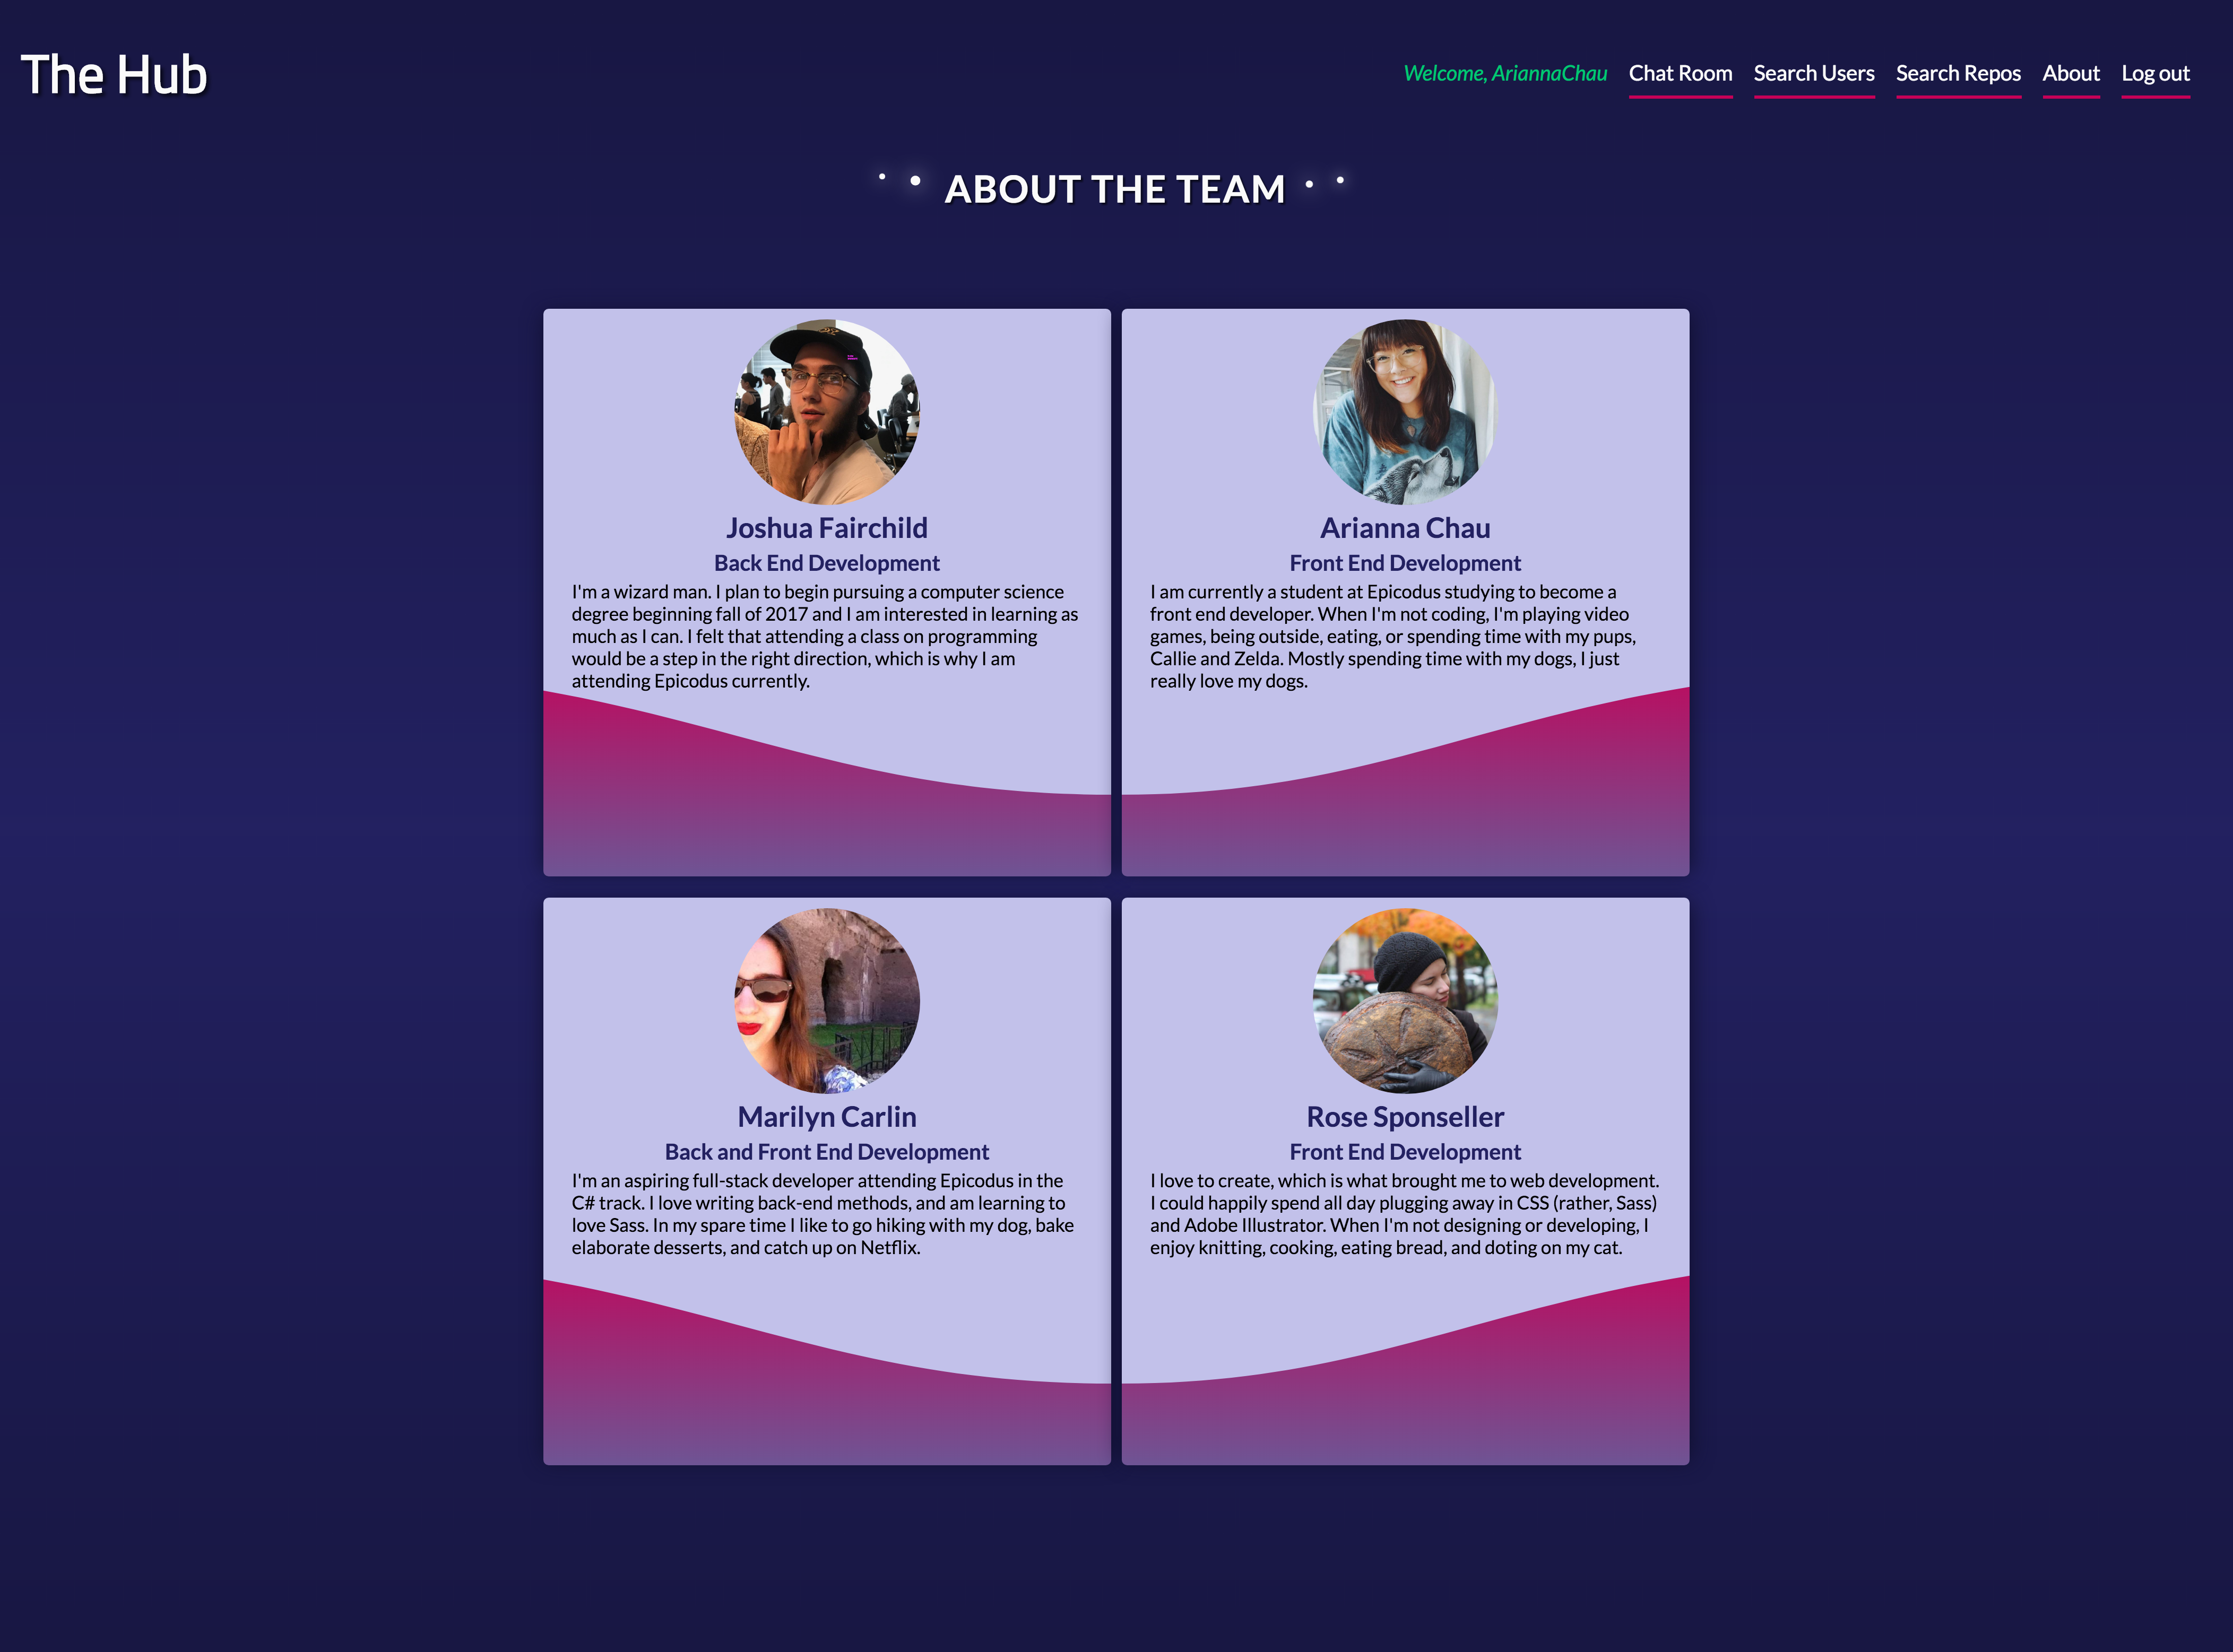 The Hub
Welcome, AriannaChau Chat Room Search Users Search Repos About Log out
ABOUT THE TEAM
Joshua Fairchild
Back End Development
I'm a wizard man. I plan to begin pursuing a computer science
degree beginning fall of 2017 and I am interested in learning as
much as I can. I felt that attending a class on programming
would be a step in the right direction, which is why I am
attending Epicodus currently.
Arianna Chau
Front End Development
I am currently a student at Epicodus studying to become a
front end developer. When I'm not coding, I'm playing video
games, being outside, eating, or spending time with my pups,
Callie and Zelda. Mostly spending time with my dogs, I just
really love my dogs.
Marilyn Carlin
Back and Front End Development
I'm an aspiring full-stack developer attending Epicodus in the
C# track. I love writing back-end methods, and am learning to
love Sass. In my spare time I like to go hiking with my dog, bake
elaborate desserts, and catch up on Netflix.
Rose Sponseller
Front End Development
I love to create, which is what brought me to web development.
I could happily spend all day plugging away in CSS (rather, Sass)
and Adobe Illustrator. When I'm not designing or developing, I
enjoy knitting, cooking, eating bread, and doting on my cat.